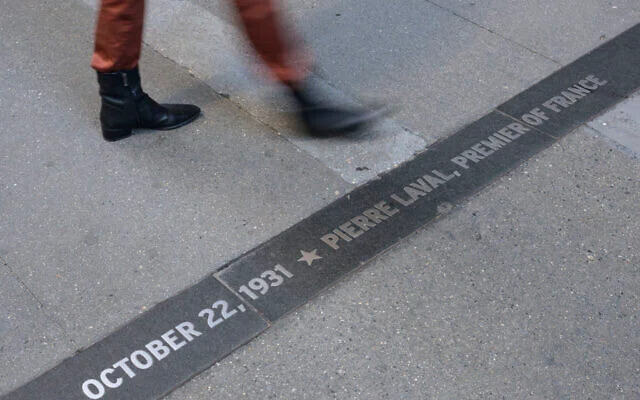 OCTOBER 22, 1931 ★ PIERRE LAVAL, PREMIER OF FRANCE